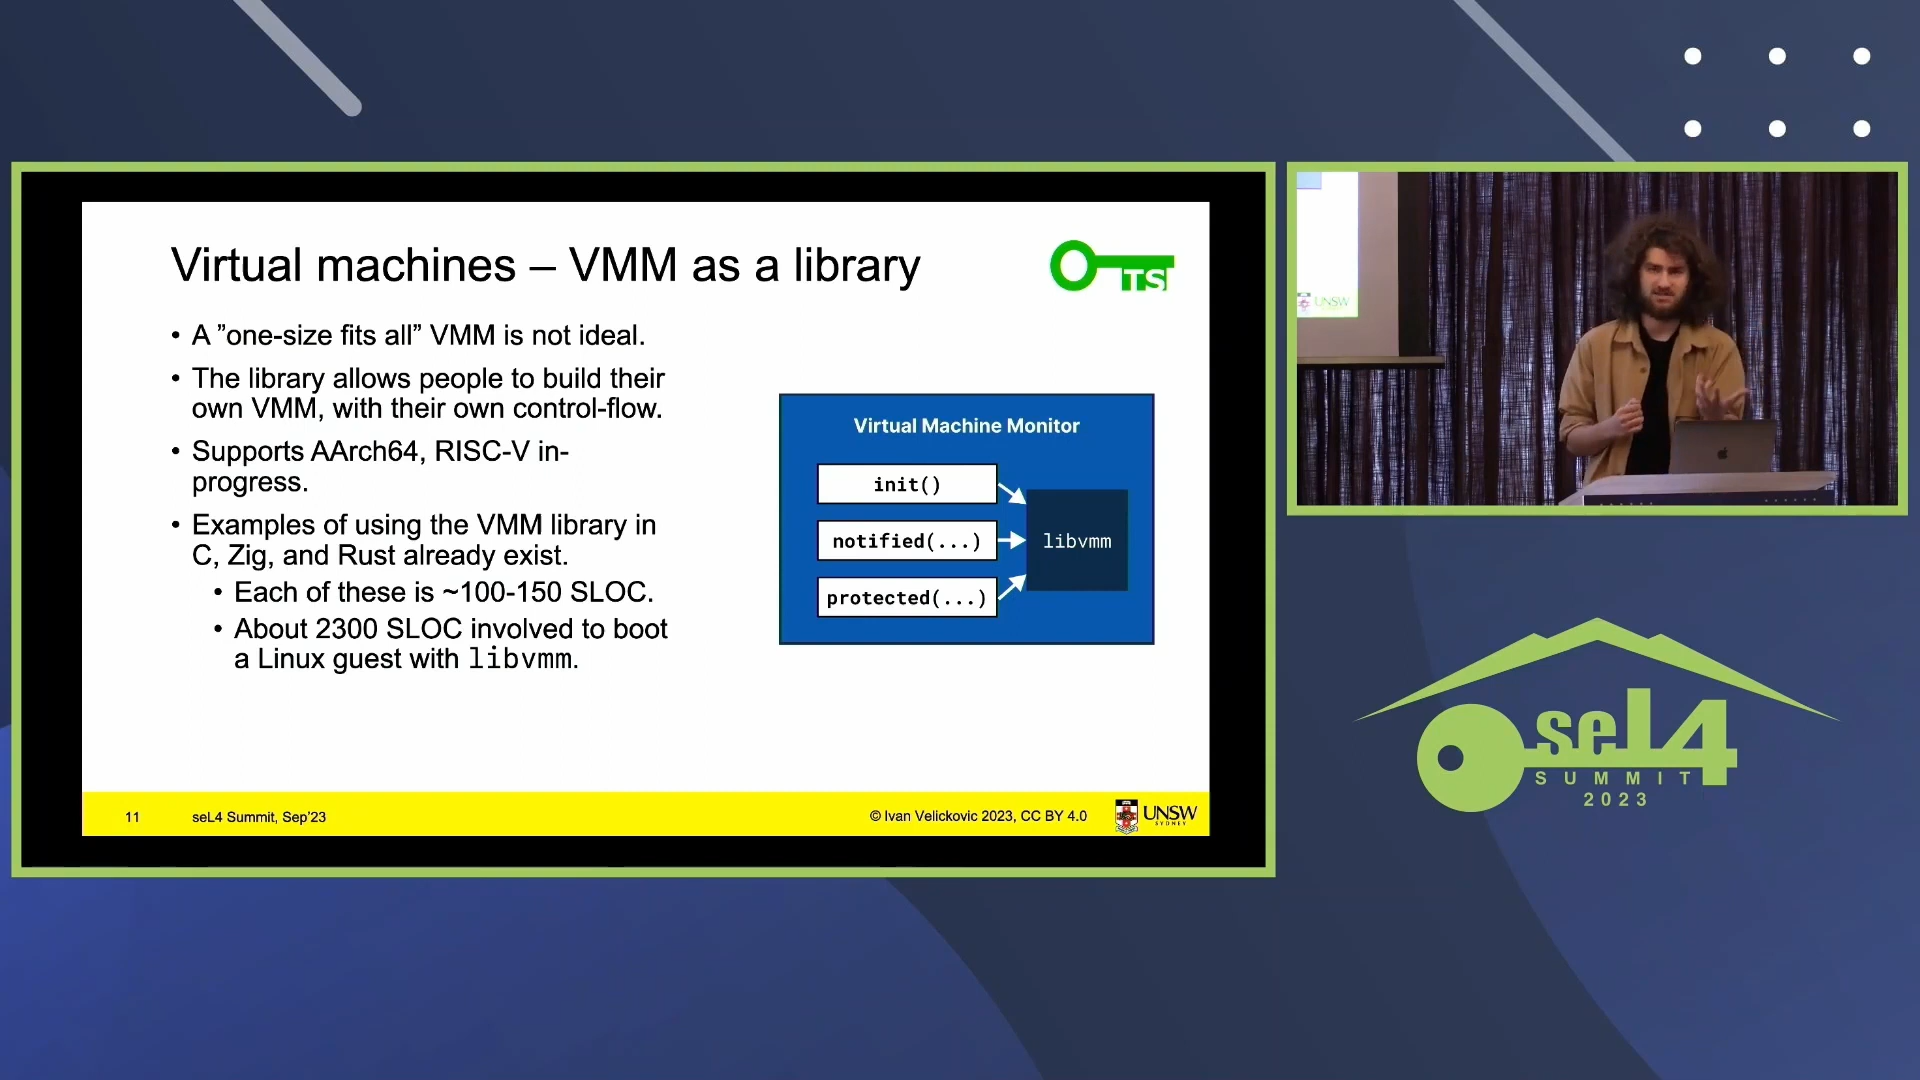 Virtual machines – VMM as a library
TS
• A ”one-size fits all” VMM is not ideal.
• The library allows people to build their
own VMM, with their own control-flow.
• Supports AArch64, RISC-V in-
progress.
• Examples of using the VMM library in
C, Zig, and Rust already exist.
• Each of these is ~100-150 SLOC.
• About 2300 SLOC involved to boot
a Linux guest with libvmm.
Virtual Machine Monitor
init()
notified(...)
protected(...)
libvmm
11
seL4 Summit, Sep’23
© Ivan Velickovic 2023, CC BY 4.0
UNSW
SYDNEY
UNSW
seL4
SUMMIT
2023